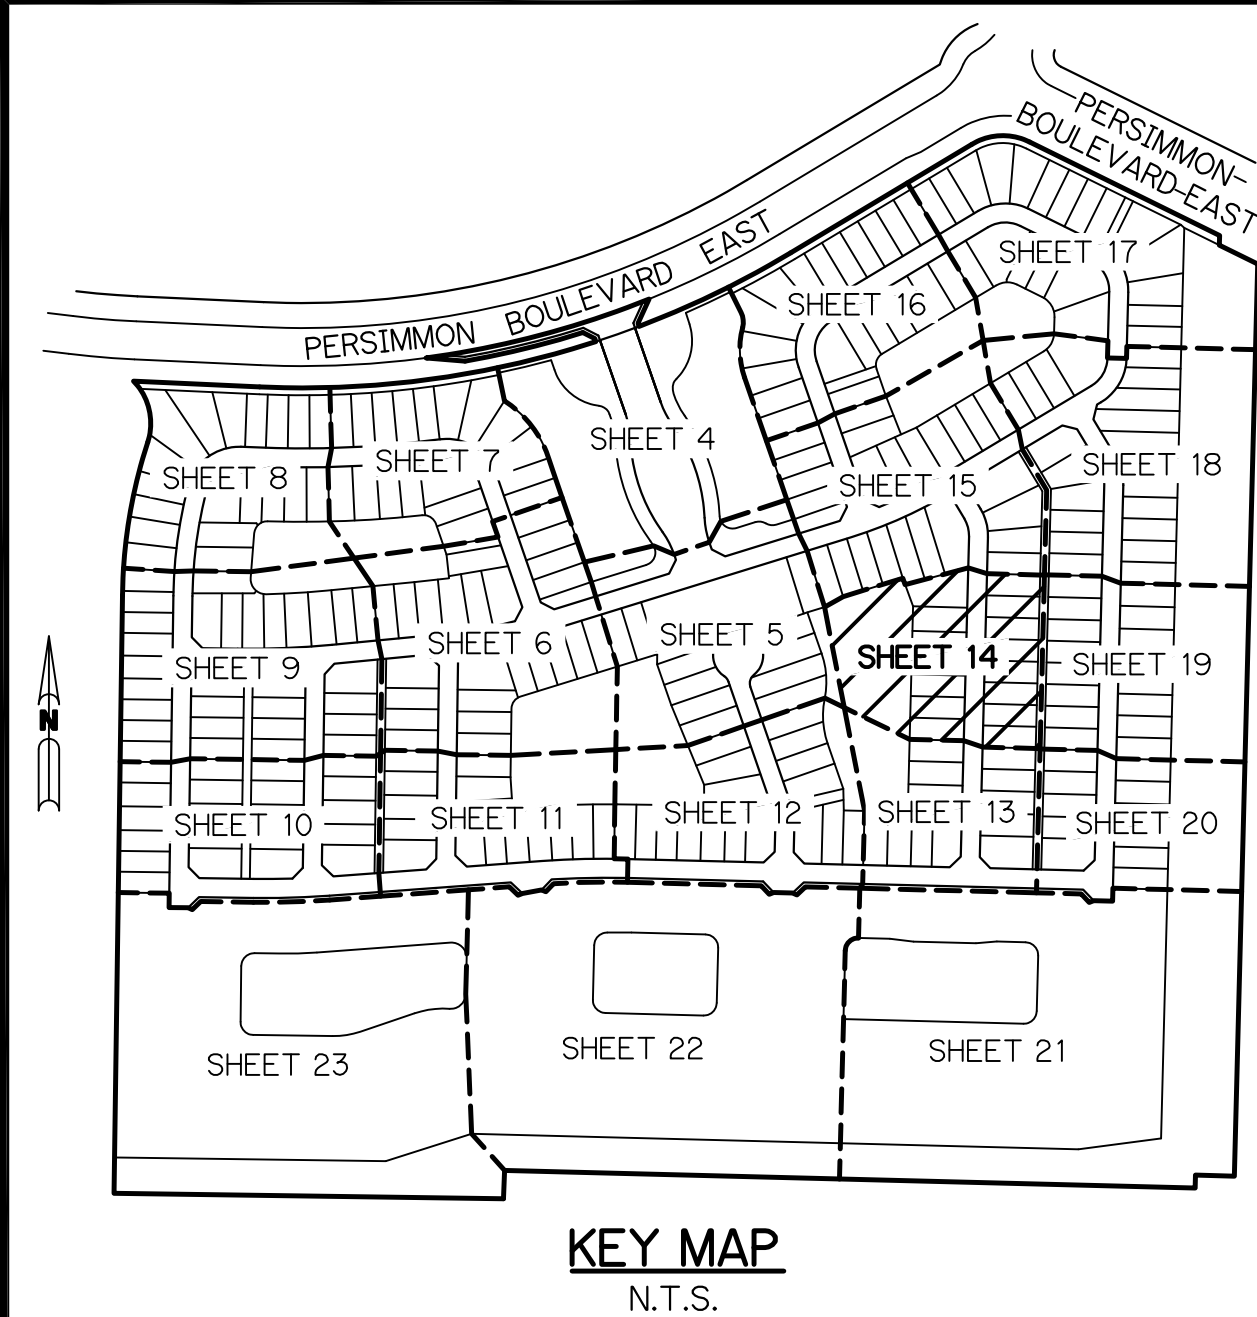 PERSIMMON-
BOULEVARD-EAST
PERSIMMON BOULEVARD EAST
SHEET 17
SHEET 16
SHEET 4
SHEET 7
SHEET 8
SHEET 18
SHEET 15
SHEET 5
SHEET 6
SHEET 14
SHEET 19
SHEET 9
N
SHEET 10
SHEET 11
SHEET 12
SHEET 13
SHEET 20
SHEET 23
SHEET 22
SHEET 21
KEY MAP
N.T.S.